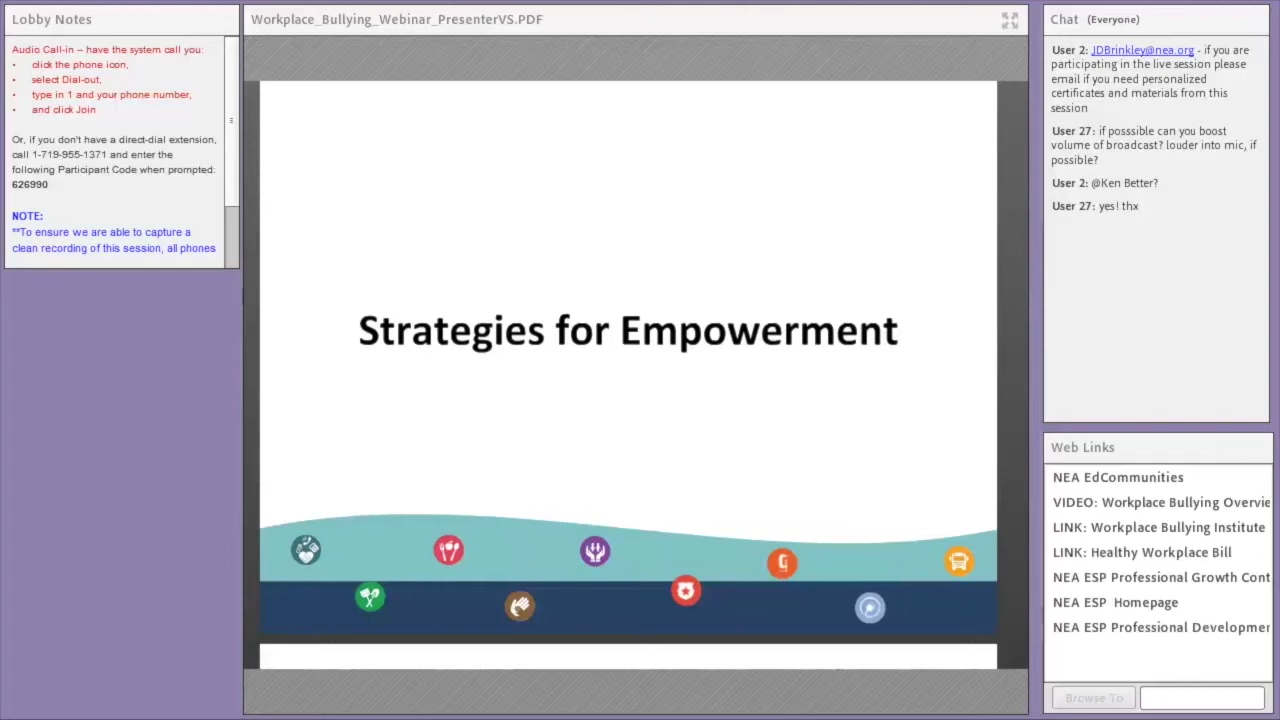 Lobby Notes
Audio Call-in – have the system call you:
• click the phone icon,
• select Dial-out,
• type in 1 and your phone number,
• and click Join
Or, if you don't have a direct-dial extension,
call 1-719-955-1371 and enter the
following Participant Code when prompted:
626990
NOTE:
**To ensure we are able to capture a
clean recording of this session, all phones
Workplace_Bullying_Webinar_PresenterVS.PDF
Strategies for Empowerment
Chat (Everyone)
User 2: JDBrinkley@nea.org - if you are
participating in the live session please
email if you need personalized
certificates and materials from this
session
User 27: if posssible can you boost
volume of broadcast? louder into mic, if
possible?
User 2: @Ken Better?
User 27: yes! thx
Web Links
NEA EdCommunities
VIDEO: Workplace Bullying Overvie
LINK: Workplace Bullying Institute
LINK: Healthy Workplace Bill
NEA ESP Professional Growth Cont
NEA ESP Homepage
NEA ESP Professional Developmer
Browse To